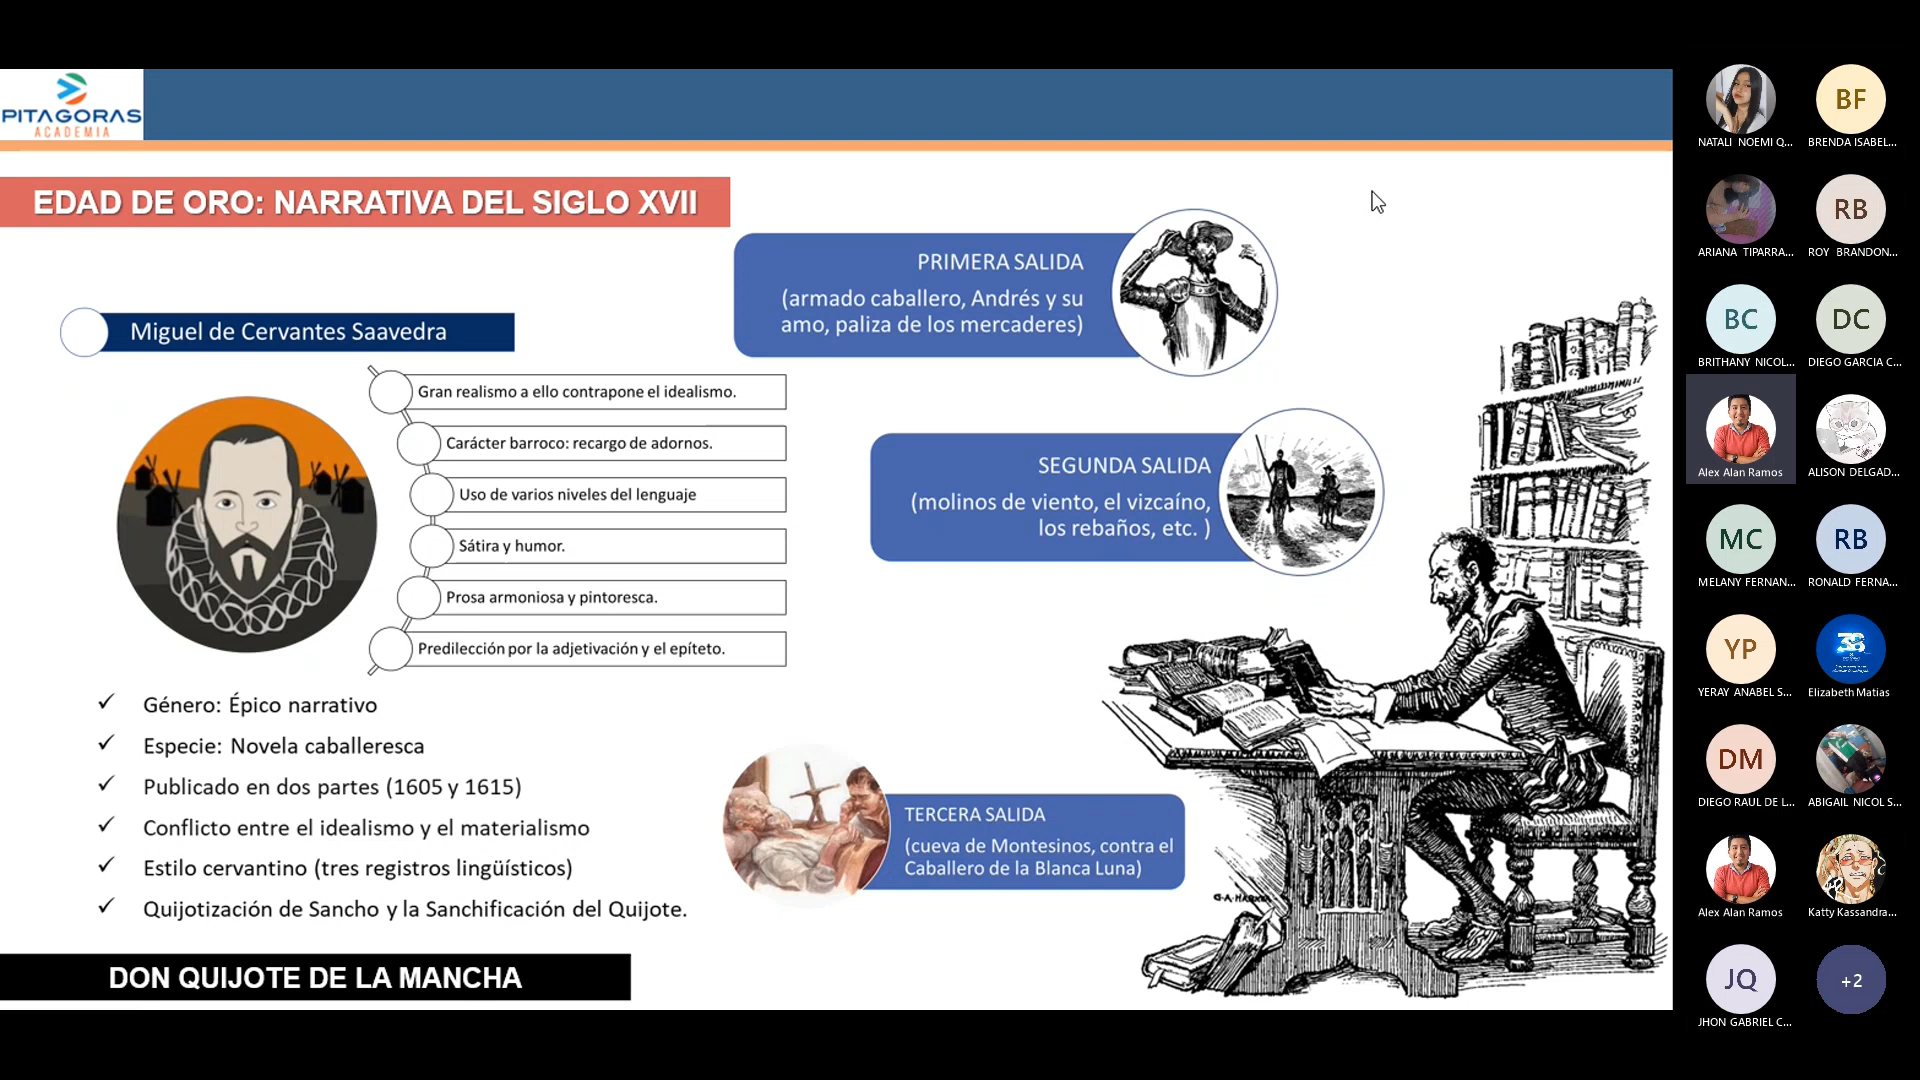 PITAGORAS
ACADEMIA
EDAD DE ORO: NARRATIVA DEL SIGLO XVII
Miguel de Cervantes Saavedra
Gran realismo a ello contrapone el idealismo.
Carácter barroco: recargo de adornos.
Uso de varios niveles del lenguaje
Sátira y humor.
Prosa armoniosa y pintoresca.
Predilección por la adjetivación y el epíteto.
✓ Género: Épico narrativo
✓ Especie: Novela caballeresca
✓ Publicado en dos partes (1605 y 1615)
✓ Conflicto entre el idealismo y el materialismo
✓ Estilo cervantino (tres registros lingüísticos)
✓ Quijotización de Sancho y la Sanchificación del Quijote.
DON QUIJOTE DE LA MANCHA
PRIMERA SALIDA
(armado caballero, Andrés y su
amo, paliza de los mercaderes)
SEGUNDA SALIDA
(molinos de viento, el vizcaíno,
los rebaños, etc. )
TERCERA SALIDA
(cueva de Montesinos, contra el
Caballero de la Blanca Luna)
NATALI NOEMI Q...
BF
BRENDA ISABEL...
ARIANA TIPARRA...
RB
ROY BRANDON...
BC
BRITHANY NICOL...
DC
DIEGO GARCIA C...
Alex Alan Ramos
ALISON DELGAD...
MC
MELANY FERNAN...
RB
RONALD FERNA...
YP
YERAY ANABEL S...
38
Elizabeth Matias
DM
DIEGO RAUL DE L...
ABIGAIL NICOL S...
Alex Alan Ramos
Katty Kassandra...
JQ
JHON GABRIEL C...
+2